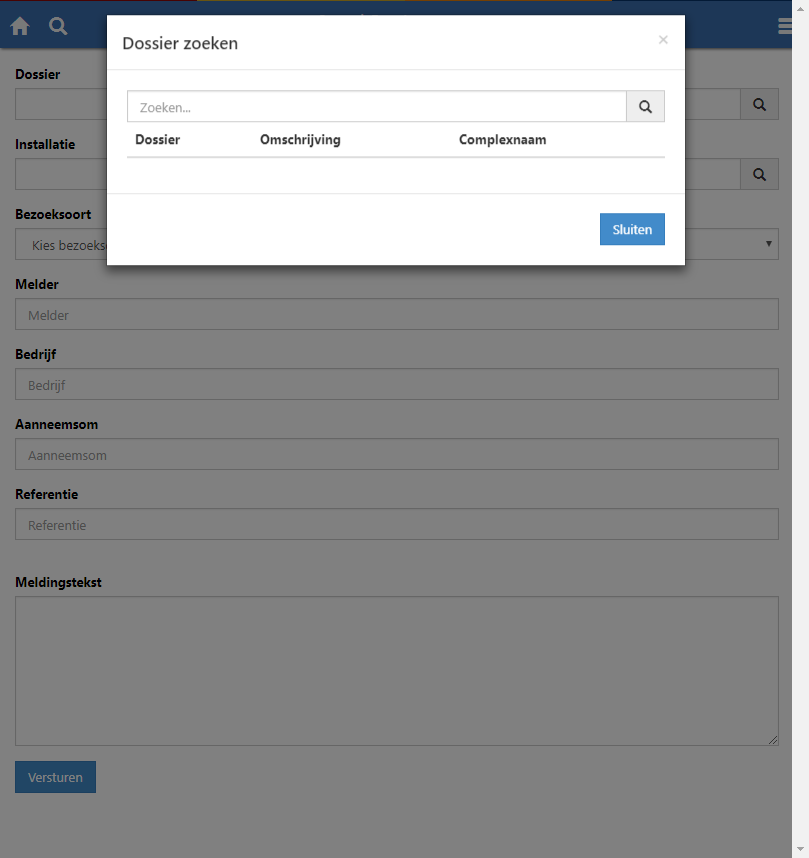 Dossier zoeken
×
Zoeken...
Dossier Omschrijving Complexnaam
Sluiten
Dossier
Installatie
Bezoeksoort
Kies bezoeks
Melder
Melder
Bedrijf
Bedrijf
Aanneemsom
Aanneemsom
Referentie
Referentie
Meldingstekst
Versturen